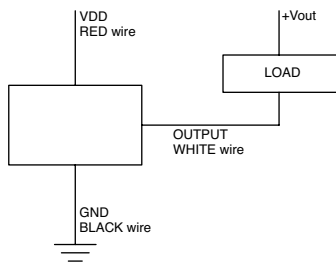 VDD
RED wire
+Vout
LOAD
OUTPUT
WHITE wire
GND
BLACK wire